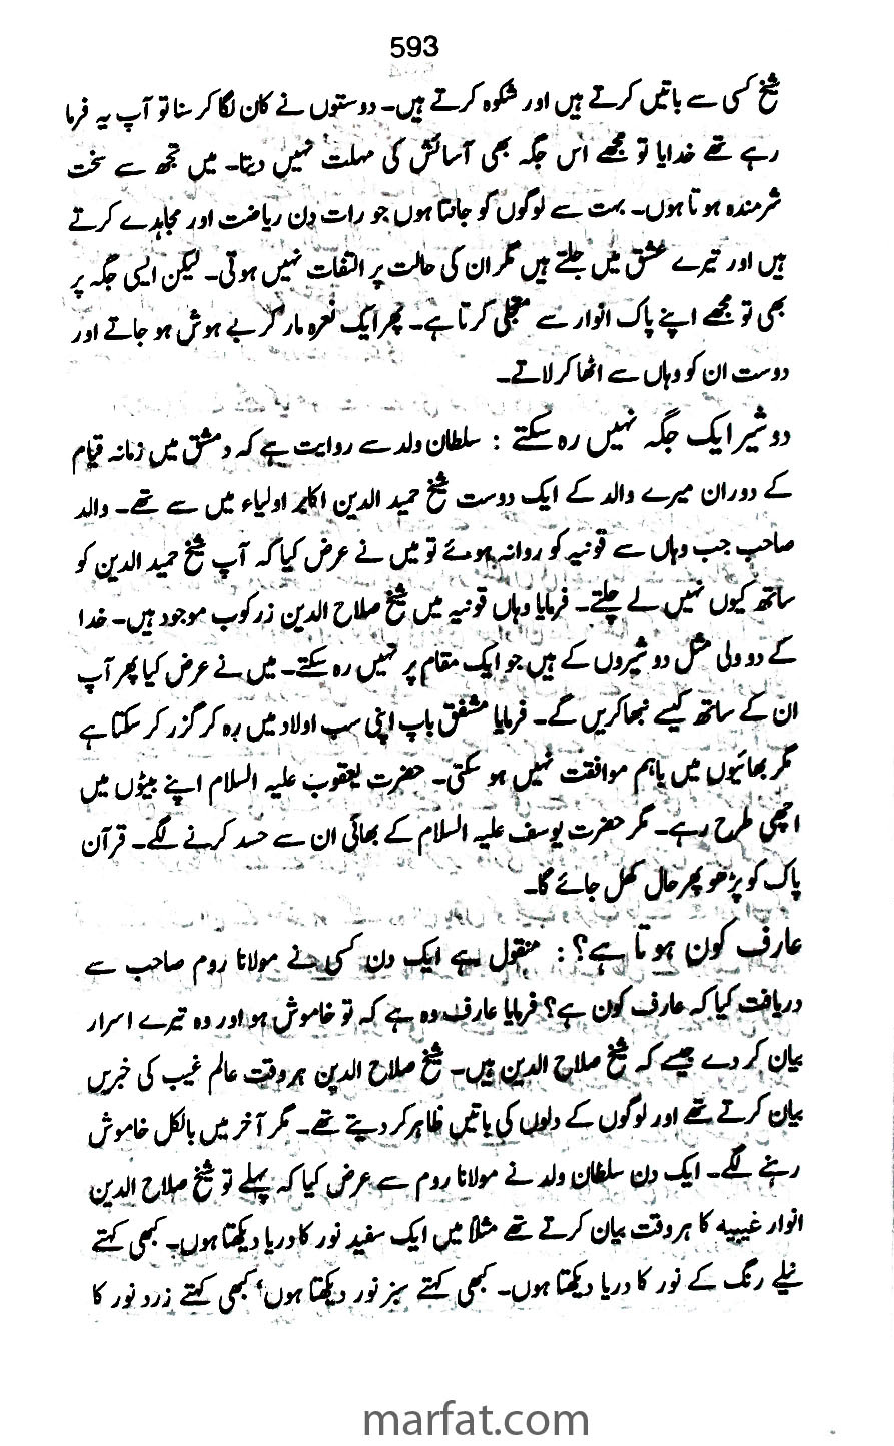 593
شیخ کسی سے باتیں کرتے ہیں اور شکوہ کرتے ہیں۔ دوستوں نے کان لگا کر سنا تو آپ یہ فرما
رہے تھے خدایا تو مجھے اس جگہ بھی آسائش کی مہلت نہیں دیتا۔ میں تجھ سے سخت
شرمندہ ہوتا ہوں۔ بہت سے لوگوں کو جانتا ہوں جو رات دن ریاضت اور مجاہدے کرتے
ہیں اور تیرے عشق میں جلتے ہیں مگر ان کی حالت پر التفات نہیں ہوتی۔ لیکن ایسی جگہ پر
بھی تو مجھے اپنے پاک انوار سے متجلی کرتا ہے۔ پھر ایک نعرہ مار کر بے ہوش ہو جاتے اور
دوست ان کو وہاں سے اٹھا کر لاتے۔
دو شیر ایک جگہ نہیں رہ سکتے : سلطان ولد سے روایت ہے کہ دمشق میں زمانہ قیام
کے دوران میرے والد کے ایک دوست شیخ حمید الدین اکابر اولیاء میں سے تھے۔ والد
صاحب جب وہاں سے قونیہ کو روانہ ہوئے تو میں نے عرض کیا کہ آپ شیخ حمید الدین کو
ساتھ کیوں نہیں لے چلتے۔ فرمایا وہاں قونیہ میں شیخ صلاح الدین زرکوب موجود ہیں۔ خدا
کے دو ولی مثل دو شیروں کے ہیں جو ایک مقام پر نہیں رہ سکتے۔ میں نے عرض کیا پھر آپ
ان کے ساتھ کیسے نبھا کریں گے۔ فرمایا مشفق باپ اپنی سب اولاد میں رہ کر گزر کر سکتا ہے
مگر بھائیوں میں باہم موافقت نہیں ہو سکتی۔ حضرت یعقوب علیہ السلام اپنے بیٹوں میں
اچھی طرح رہے۔ مگر حضرت یوسف علیہ السلام کے بھائی ان سے حسد کرنے لگے۔ قرآن
پاک کو پڑھو پھر حال کھل جائے گا۔
عارف کون ہوتا ہے؟ : منقول ہے ایک دن کسی نے مولانا روم صاحب سے
دریافت کیا کہ عارف کون ہے؟ فرمایا عارف وہ ہے کہ تو خاموش ہو اور وہ تیرے اسرار
بیان کر دے جیسے کہ شیخ صلاح الدین ہیں۔ شیخ صلاح الدین ہر وقت عالم غیب کی خبریں
بیان کرتے تھے اور لوگوں کے دلوں کی باتیں ظاہر کر دیتے تھے۔ مگر آخر میں بالکل خاموش
رہنے لگے۔ ایک دن سلطان ولد نے مولانا روم سے عرض کیا کہ پہلے تو شیخ صلاح الدین
انوار غیبیہ کا ہر وقت بیان کرتے تھے مثلاً میں ایک سفید نور کا دریا دیکھتا ہوں۔ کبھی کہتے
نیلے رنگ کے نور کا دریا دیکھتا ہوں۔ کبھی کہتے سبز نور دیکھتا ہوں، کبھی کہتے زرد نور کا
marfat.com